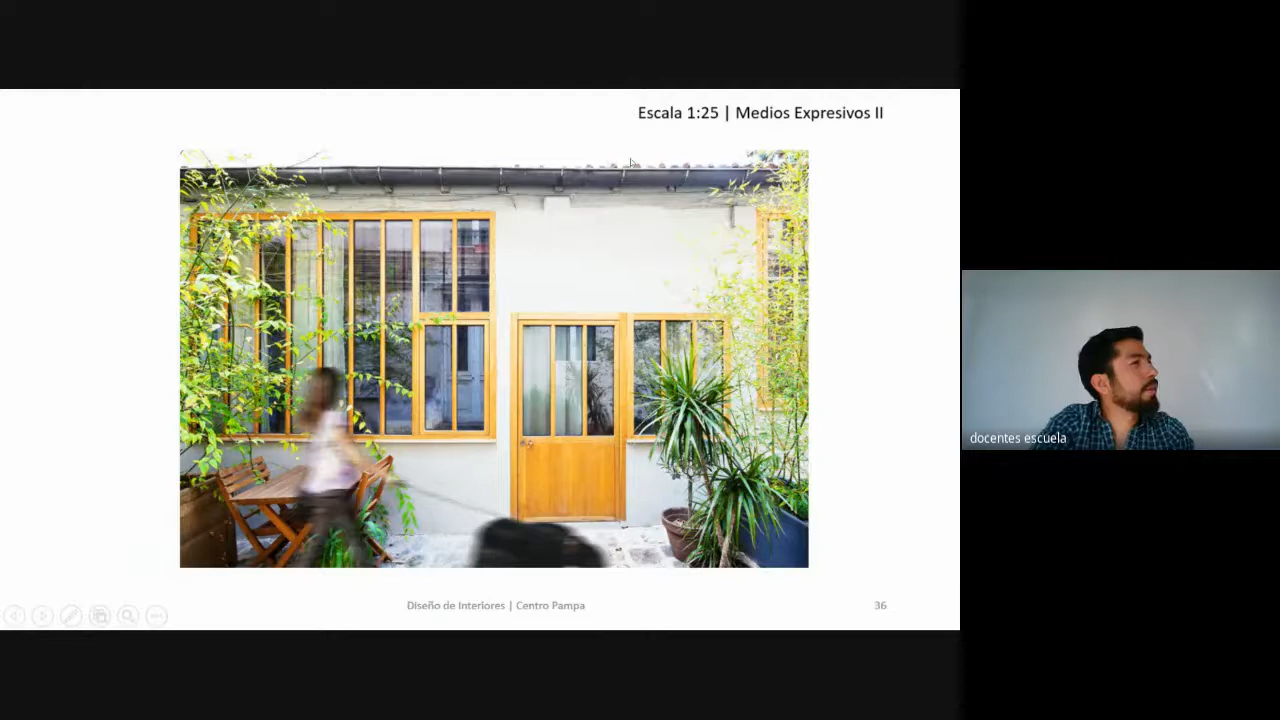 Escala 1:25 | Medios Expresivos II
docentes escuela
Diseño de Interiores | Centro Pampa
36